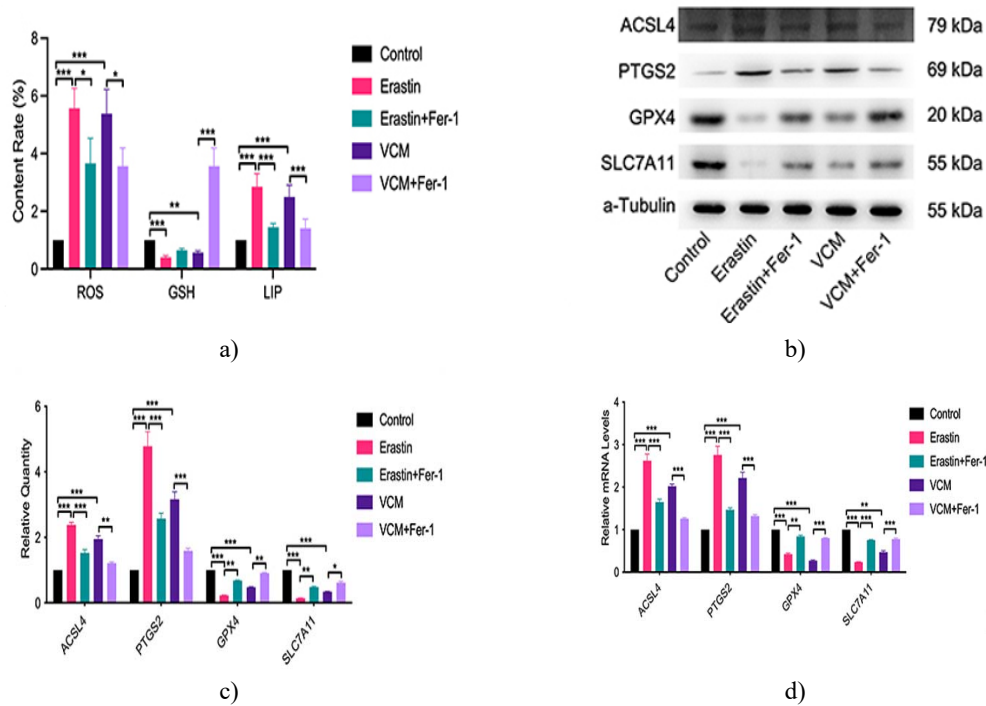 Content Rate (%)
8
6
4
2
0
*** *** * *
*** ** ***
*** *** *** ***
ROS GSH LIP
Control
Erastin
Erastin+Fer-1
VCM
VCM+Fer-1
a)
ACSL4 79 kDa
PTGS2 69 kDa
GPX4 20 kDa
SLC7A11 55 kDa
a-Tubulin 55 kDa
Control Erastin Erastin+Fer-1 VCM VCM+Fer-1
b)
Relative Quantity
6
4
2
0
*** *** *** **
*** *** *** ***
*** *** ** **
*** *** ** *
ACSL4 PTGS2 GPX4 SLC7A11
Control
Erastin
Erastin+Fer-1
VCM
VCM+Fer-1
c)
Relative mRNA Levels
4
3
2
1
0
*** *** *** ***
*** *** *** ***
*** *** ** ***
** *** *** ***
ACSL4 PTGS2 GPX4 SLC7A11
Control
Erastin
Erastin+Fer-1
VCM
VCM+Fer-1
d)